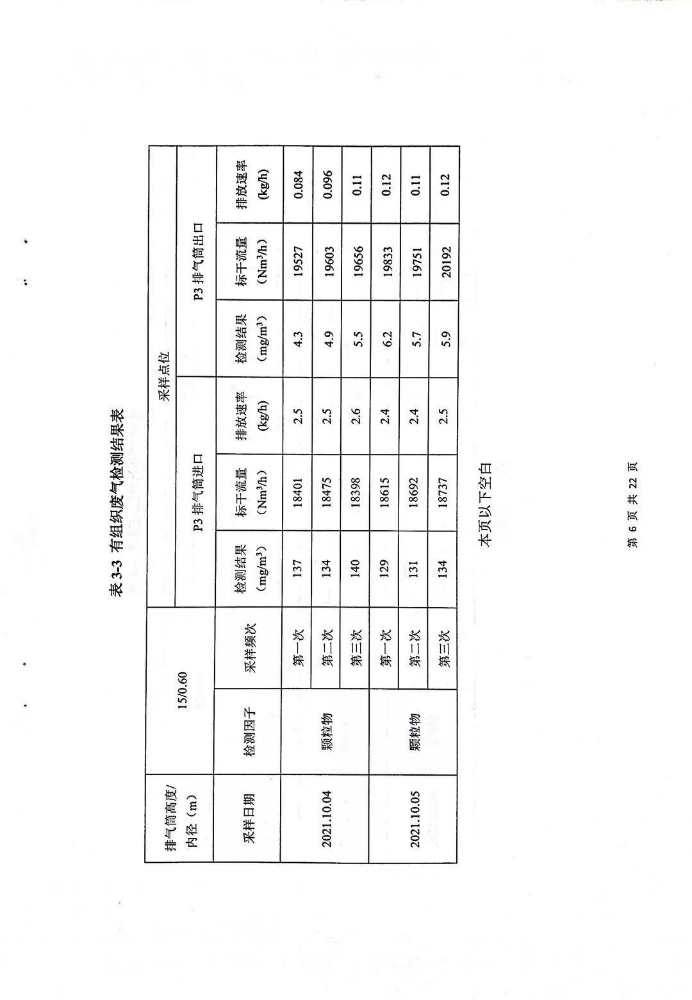 表 3-3 有组织废气检测结果表
排气筒高度/
内径（m）
15/0.60
采样点位
P3 排气筒进口
P3 排气筒出口
采样日期
检测因子
采样频次
检测结果
（mg/m³）
标干流量
（Nm³/h）
排放速率
(kg/h)
检测结果
（mg/m³）
标干流量
（Nm³/h）
排放速率
(kg/h)
2021.10.04
颗粒物
第一次 137 18401 2.5 4.3 19527 0.084
第二次 134 18475 2.5 4.9 19603 0.096
第三次 140 18398 2.6 5.5 19656 0.11
2021.10.05
颗粒物
第一次 129 18615 2.4 6.2 19833 0.12
第二次 131 18692 2.4 5.7 19751 0.11
第三次 134 18737 2.5 5.9 20192 0.12
本页以下空白
第 6 页 共 22 页